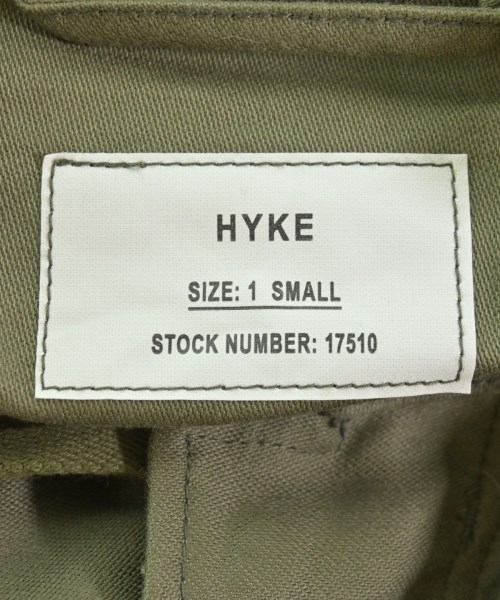 HYKE
SIZE: 1 SMALL
STOCK NUMBER: 17510